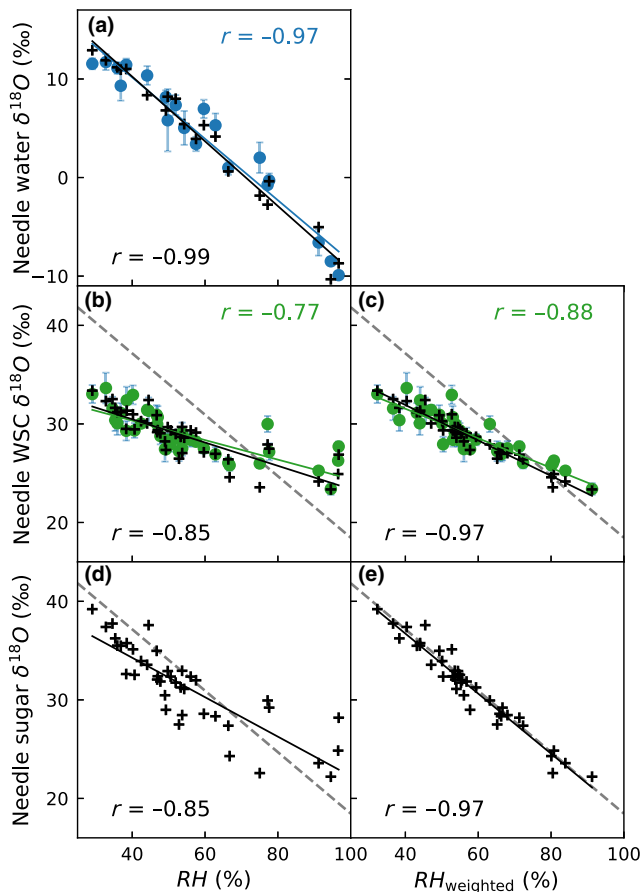 (a)
r = –0.97
Needle water δ18O (‰)
10
0
–10
r = –0.99
(b)
r = –0.77
(c)
r = –0.88
Needle WSC δ18O (‰)
40
30
20
r = –0.85
r = –0.97
(d)
(e)
Needle sugar δ18O (‰)
40
30
20
r = –0.85
r = –0.97
40 60 80 100 40 60 80 100
RH (%)
RHweighted (%)